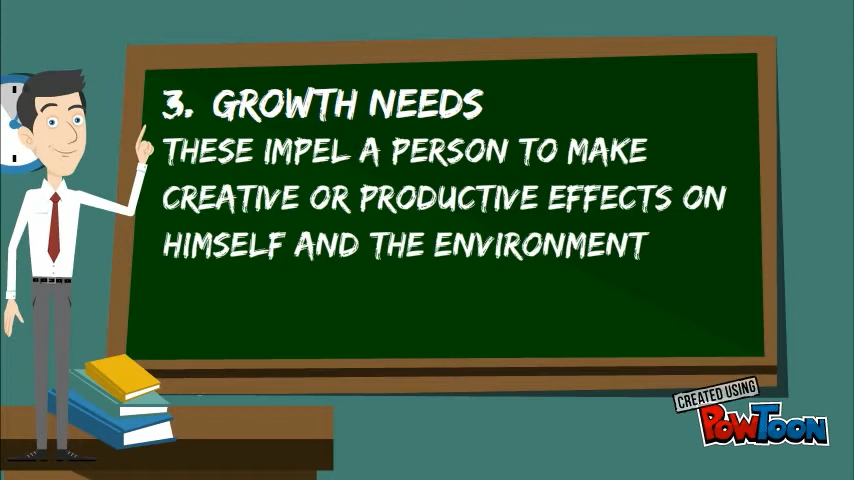 3. GROWTH NEEDS
THESE IMPEL A PERSON TO MAKE
CREATIVE OR PRODUCTIVE EFFECTS ON
HIMSELF AND THE ENVIRONMENT
CREATED USING
POWTOON